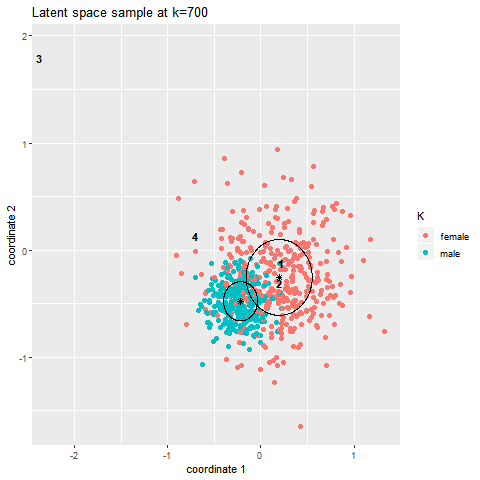 Latent space sample at k=700
2
3
1
4
0
1
2
-1
-2
-1
0
1
coordinate 1
coordinate 2
K
female
male